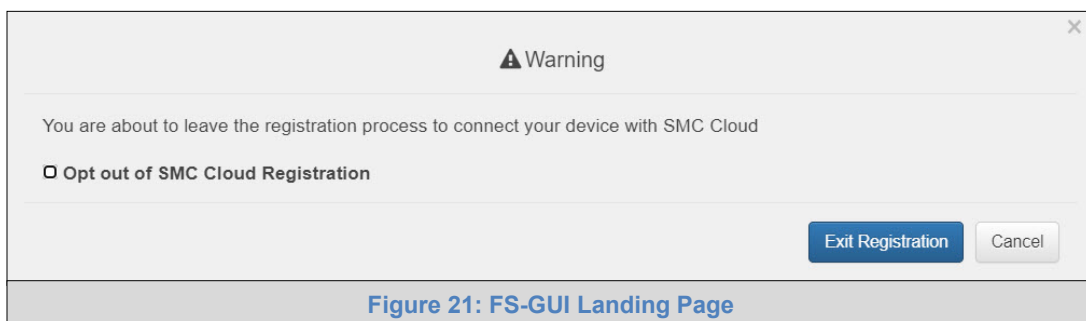 Warning
You are about to leave the registration process to connect your device with SMC Cloud
Opt out of SMC Cloud Registration
Exit Registration Cancel
Figure 21: FS-GUI Landing Page